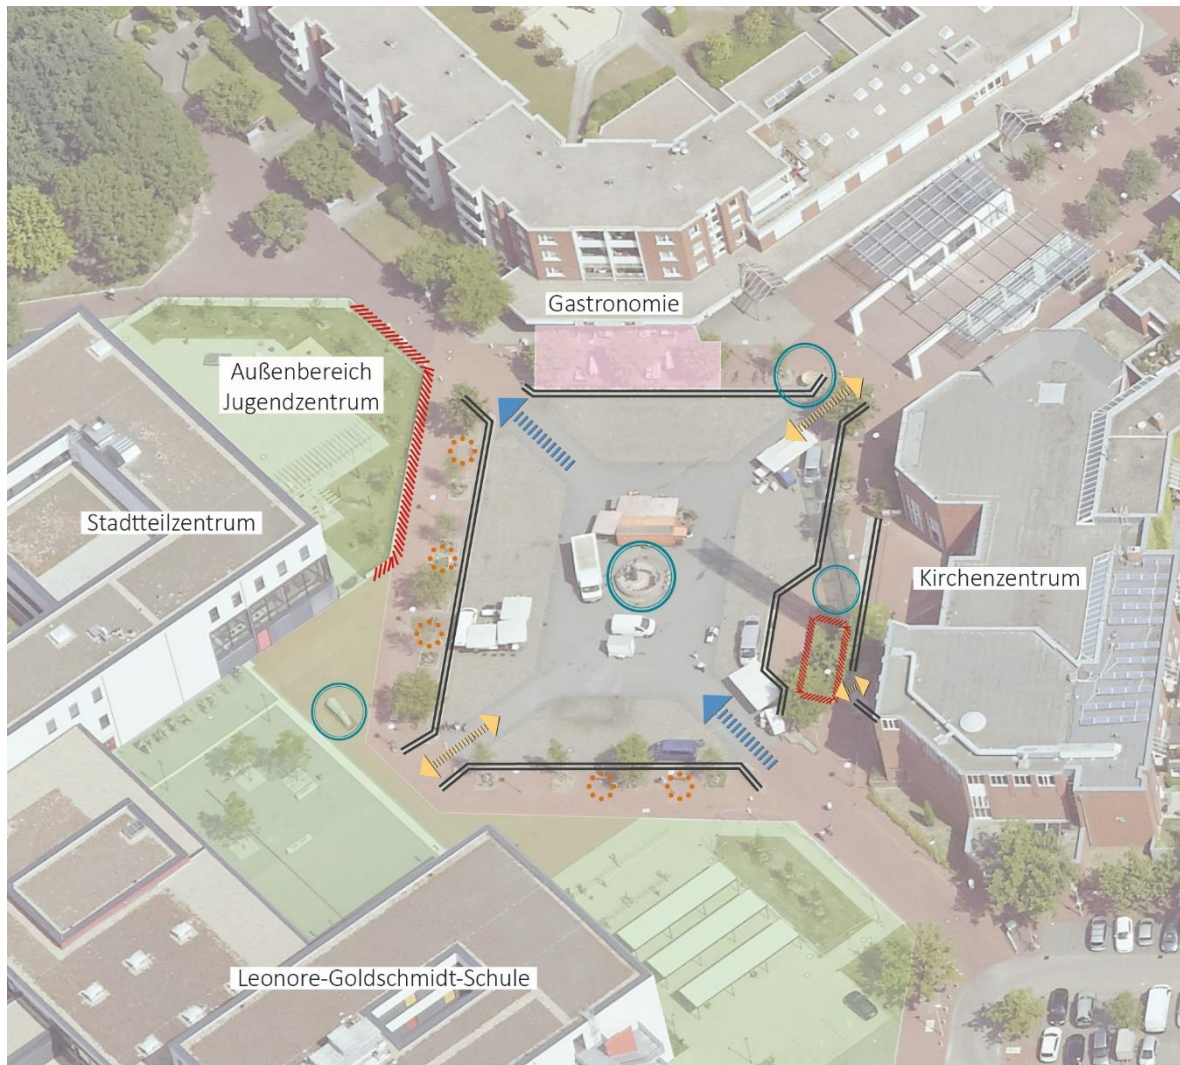 Gastronomie
Außenbereich
Jugendzentrum
Stadtteilzentrum
Kirchenzentrum
Leonore-Goldschmidt-Schule